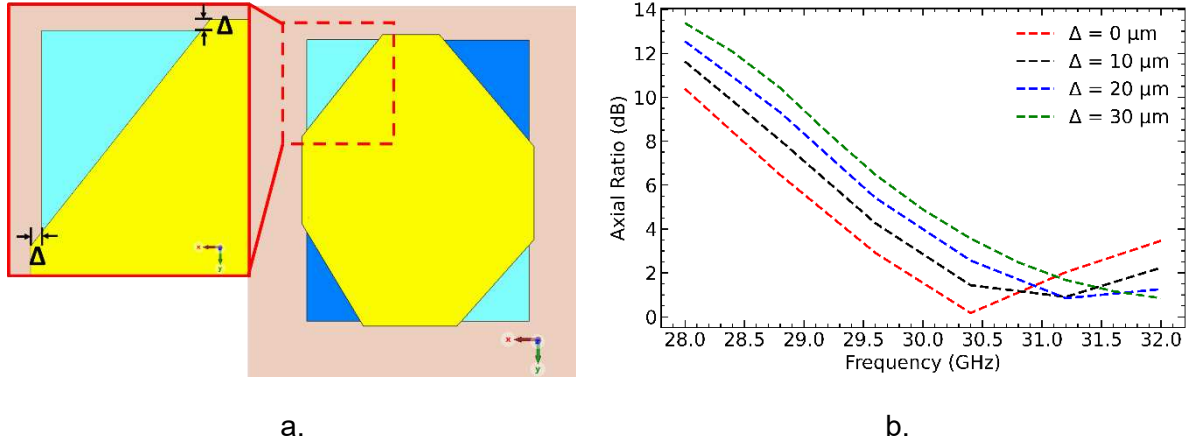 Δ
Δ
x
y
x
y
a.
14
12
10
8
6
4
2
0
Axial Ratio (dB)
Δ = 0 μm
Δ = 10 μm
Δ = 20 μm
Δ = 30 μm
28.0 28.5 29.0 29.5 30.0 30.5 31.0 31.5 32.0
Frequency (GHz)
b.